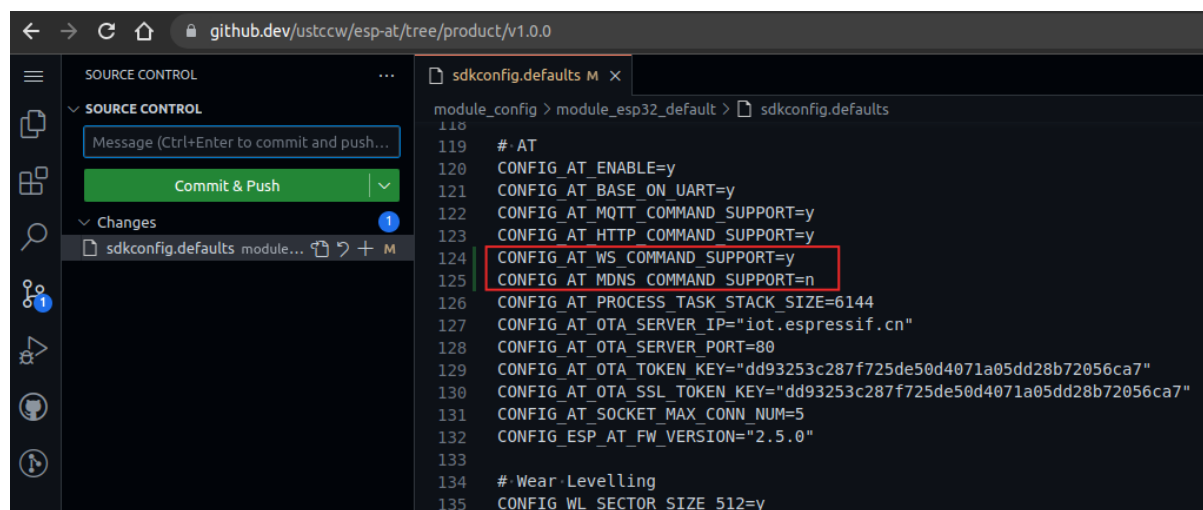 github.dev/ustccw/esp-at/tree/product/v1.0.0
SOURCE CONTROL
SOURCE CONTROL
Message (Ctrl+Enter to commit and push...
Commit & Push
Changes
1
sdkconfig.defaults module... M
1
sdkconfig.defaults M
module_config > module_esp32_default > sdkconfig.defaults
118
119 # AT
120 CONFIG_AT_ENABLE=y
121 CONFIG_AT_BASE_ON_UART=y
122 CONFIG_AT_MQTT_COMMAND_SUPPORT=y
123 CONFIG_AT_HTTP_COMMAND_SUPPORT=y
124 CONFIG_AT_WS_COMMAND_SUPPORT=y
125 CONFIG_AT_MDNS_COMMAND_SUPPORT=n
126 CONFIG_AT_PROCESS_TASK_STACK_SIZE=6144
127 CONFIG_AT_OTA_SERVER_IP="iot.espressif.cn"
128 CONFIG_AT_OTA_SERVER_PORT=80
129 CONFIG_AT_OTA_TOKEN_KEY="dd93253c287f725de50d4071a05dd28b72056ca7"
130 CONFIG_AT_OTA_SSL_TOKEN_KEY="dd93253c287f725de50d4071a05dd28b72056ca7"
131 CONFIG_AT_SOCKET_MAX_CONN_NUM=5
132 CONFIG_ESP_AT_FW_VERSION="2.5.0"
133
134 # Wear Levelling
135 CONFIG_WL_SECTOR_SIZE_512=y